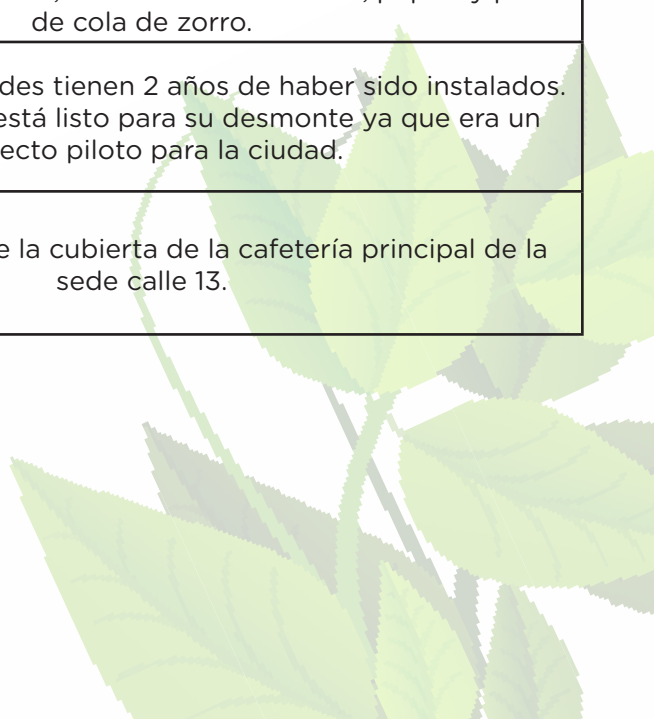 de cola de zorro.
des tienen 2 años de haber sido instalados.
está listo para su desmonte ya que era un
ecto piloto para la ciudad.
e la cubierta de la cafetería principal de la
sede calle 13.